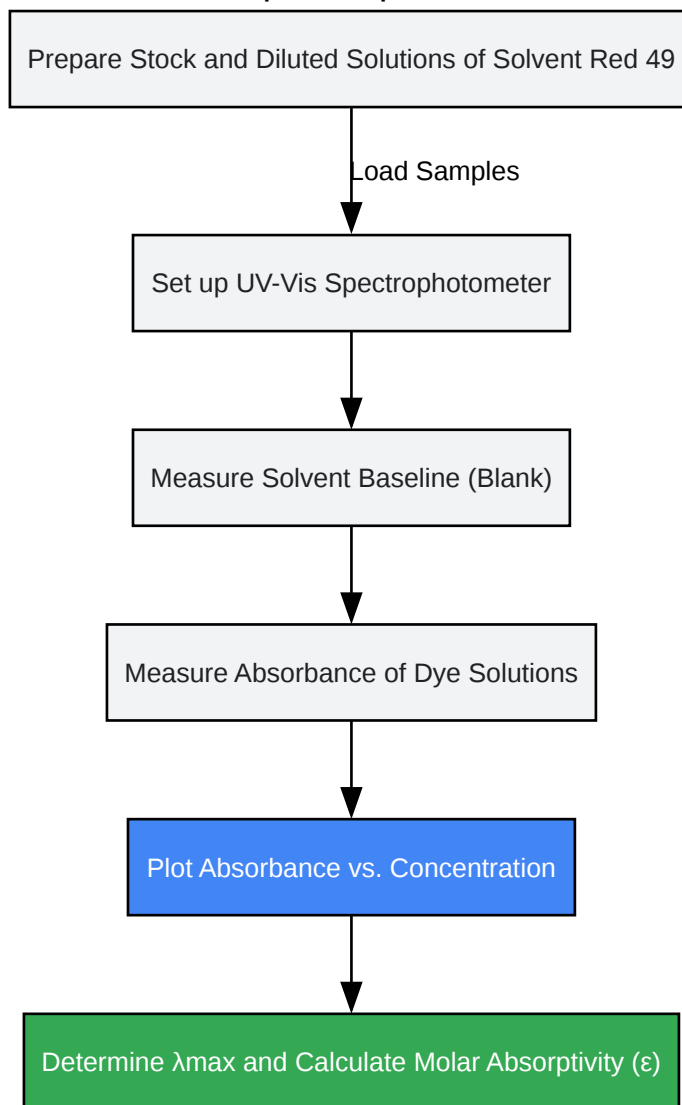 Prepare Stock and Diluted Solutions of Solvent Red 49
Load Samples
Set up UV-Vis Spectrophotometer
Measure Solvent Baseline (Blank)
Measure Absorbance of Dye Solutions
Plot Absorbance vs. Concentration
Determine λmax and Calculate Molar Absorptivity (ε)